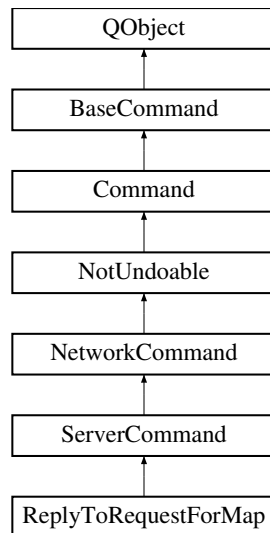 QObject
BaseCommand
Command
NotUndoable
NetworkCommand
ServerCommand
ReplyToRequestForMap